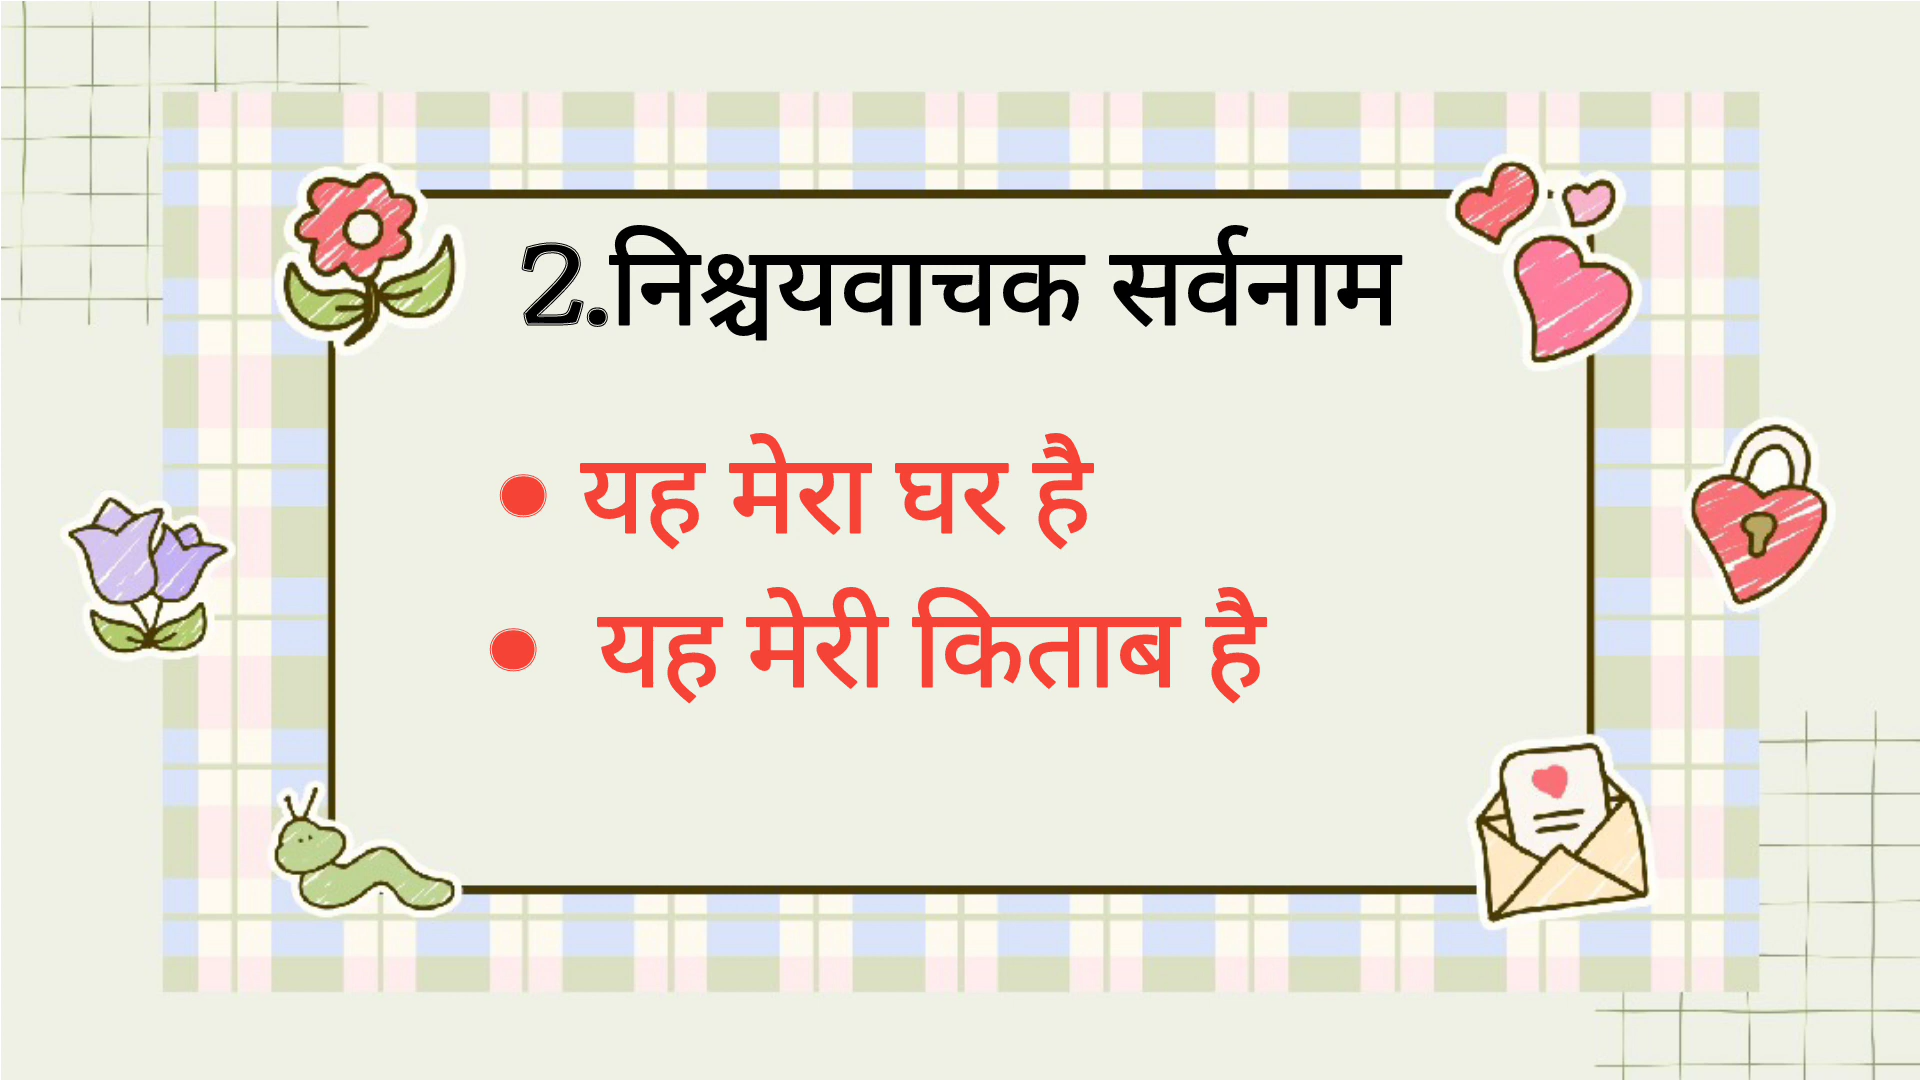 2.निश्चयवाचक सर्वनाम
• यह मेरा घर है
• यह मेरी किताब है